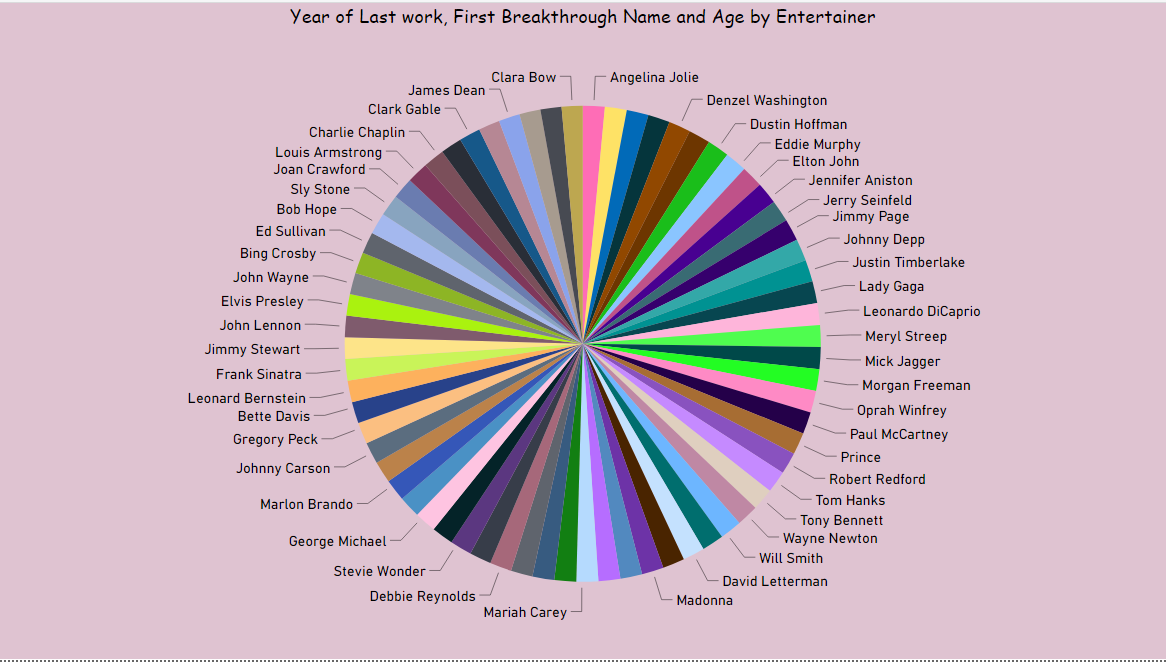 Year of Last work, First Breakthrough Name and Age by Entertainer
Clara Bow
Angelina Jolie
James Dean
Denzel Washington
Clark Gable
Dustin Hoffman
Charlie Chaplin
Eddie Murphy
Louis Armstrong
Elton John
Joan Crawford
Jennifer Aniston
Sly Stone
Jerry Seinfeld
Bob Hope
Jimmy Page
Ed Sullivan
Johnny Depp
Bing Crosby
Justin Timberlake
John Wayne
Lady Gaga
Elvis Presley
Leonardo DiCaprio
John Lennon
Meryl Streep
Jimmy Stewart
Mick Jagger
Frank Sinatra
Morgan Freeman
Leonard Bernstein
Oprah Winfrey
Bette Davis
Paul McCartney
Gregory Peck
Prince
Johnny Carson
Robert Redford
Marlon Brando
Tom Hanks
Tony Bennett
George Michael
Wayne Newton
Will Smith
Stevie Wonder
David Letterman
Debbie Reynolds
Madonna
Mariah Carey